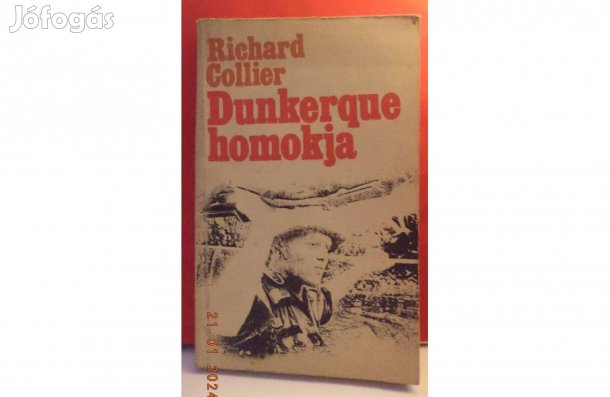 Jófogás
Richard
Collier
Dunkerque
homokja
21 01 2024